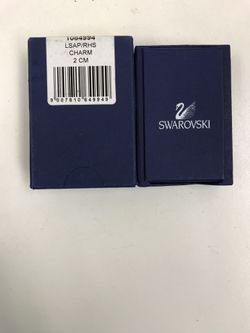 1064994
LSAP/RHS
CHARM
2 CM
9 007810 649949
SWAROVSKI